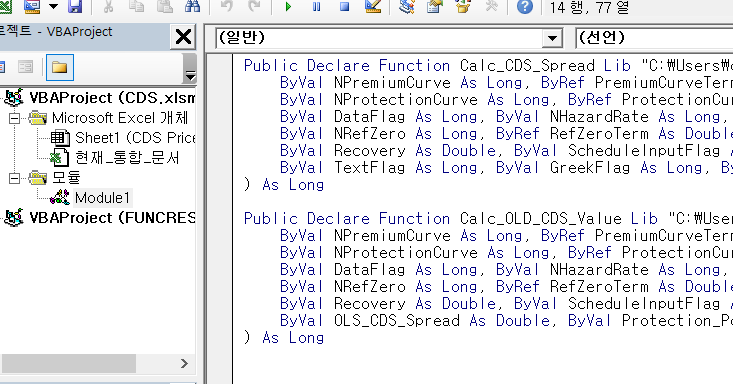 14 행, 77 열
로젝트 - VBAProject
VBAProject (CDS.xlsm
Microsoft Excel 개체
Sheet1 (CDS Price
현재_통합_문서
모듈
Module1
VBAProject (FUNCRES
(일반)
(선언)
Public Declare Function Calc_CDS_Spread Lib "C:₩Users₩
ByVal NPremiumCurve As Long, ByRef PremiumCurveTerm
ByVal NProtectionCurve As Long, ByRef ProtectionCur
ByVal DataFlag As Long, ByVal NHazardRate As Long,
ByVal NRefZero As Long, ByRef RefZeroTerm As Double
ByVal Recovery As Double, ByVal ScheduleInputFlag A
ByVal TextFlag As Long, ByVal GreekFlag As Long, By
) As Long
Public Declare Function Calc_OLD_CDS_Value Lib "C:₩User
ByVal NPremiumCurve As Long, ByRef PremiumCurveTerm
ByVal NProtectionCurve As Long, ByRef ProtectionCur
ByVal DataFlag As Long, ByVal NHazardRate As Long,
ByVal NRefZero As Long, ByRef RefZeroTerm As Double
ByVal Recovery As Double, ByVal ScheduleInputFlag A
ByVal OLS_CDS_Spread As Double, ByVal Protection_Po
) As Long